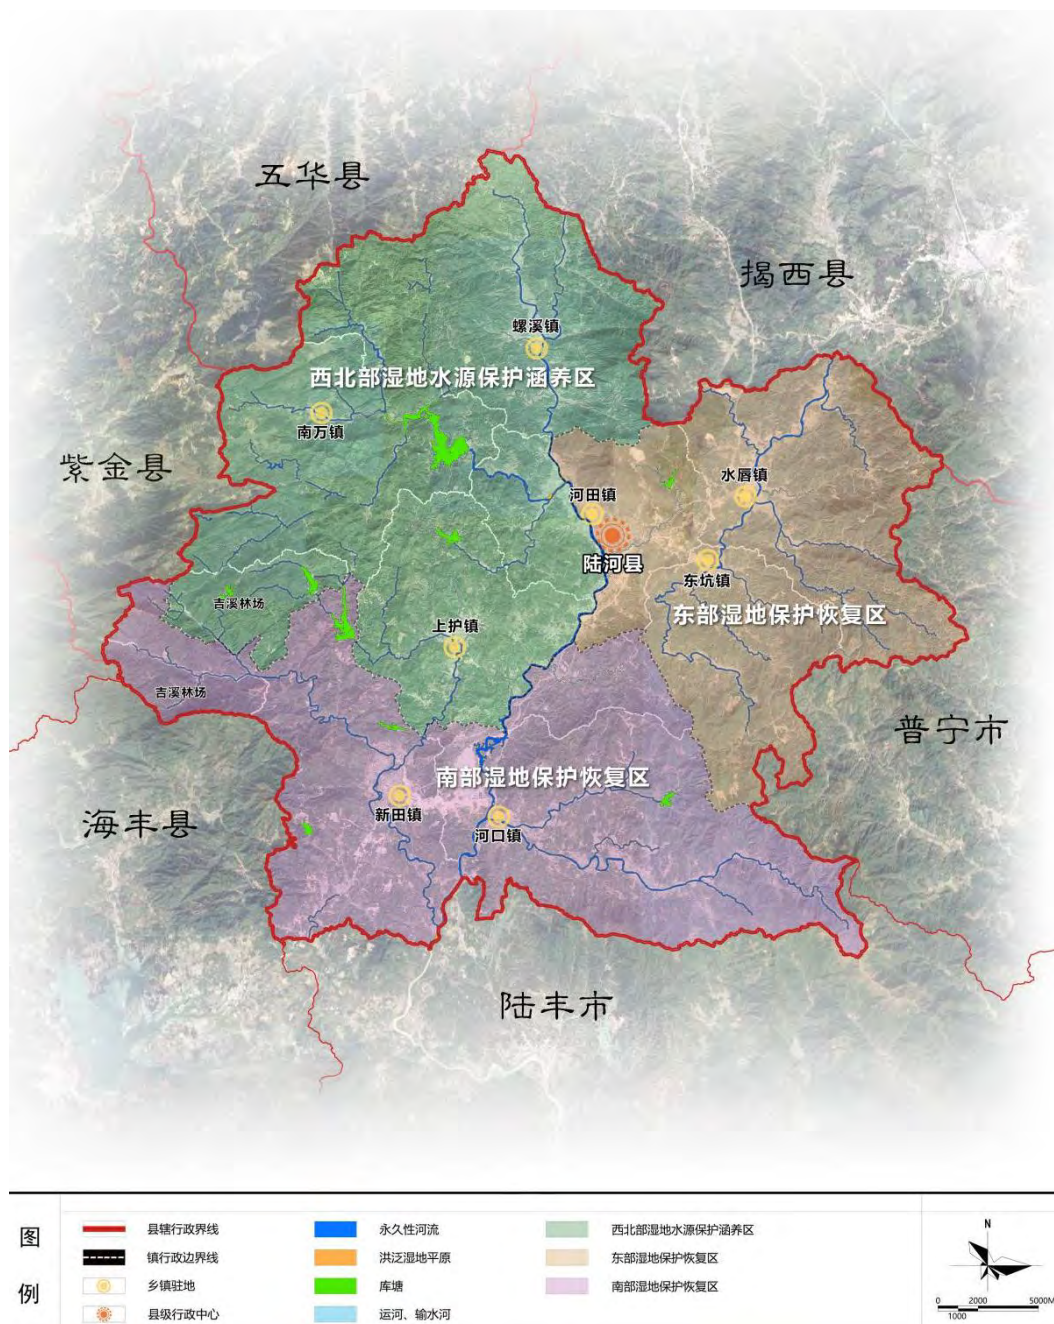 五华县
揭西县
螺溪镇
西北部湿地水源保护涵养区
南万镇
紫金县
水唇镇
河田镇
陆河县
东坑镇
吉溪林场
东部湿地保护恢复区
上护镇
吉溪林场
普宁市
南部湿地保护恢复区
新田镇
海丰县
河口镇
陆丰市
图例
县辖行政界线
镇行政边界线
乡镇驻地
县级行政中心
永久性河流
洪泛湿地平原
库塘
运河、输水河
西北部湿地水源保护涵养区
东部湿地保护恢复区
南部湿地保护恢复区
N
0 2000 5000M
1000